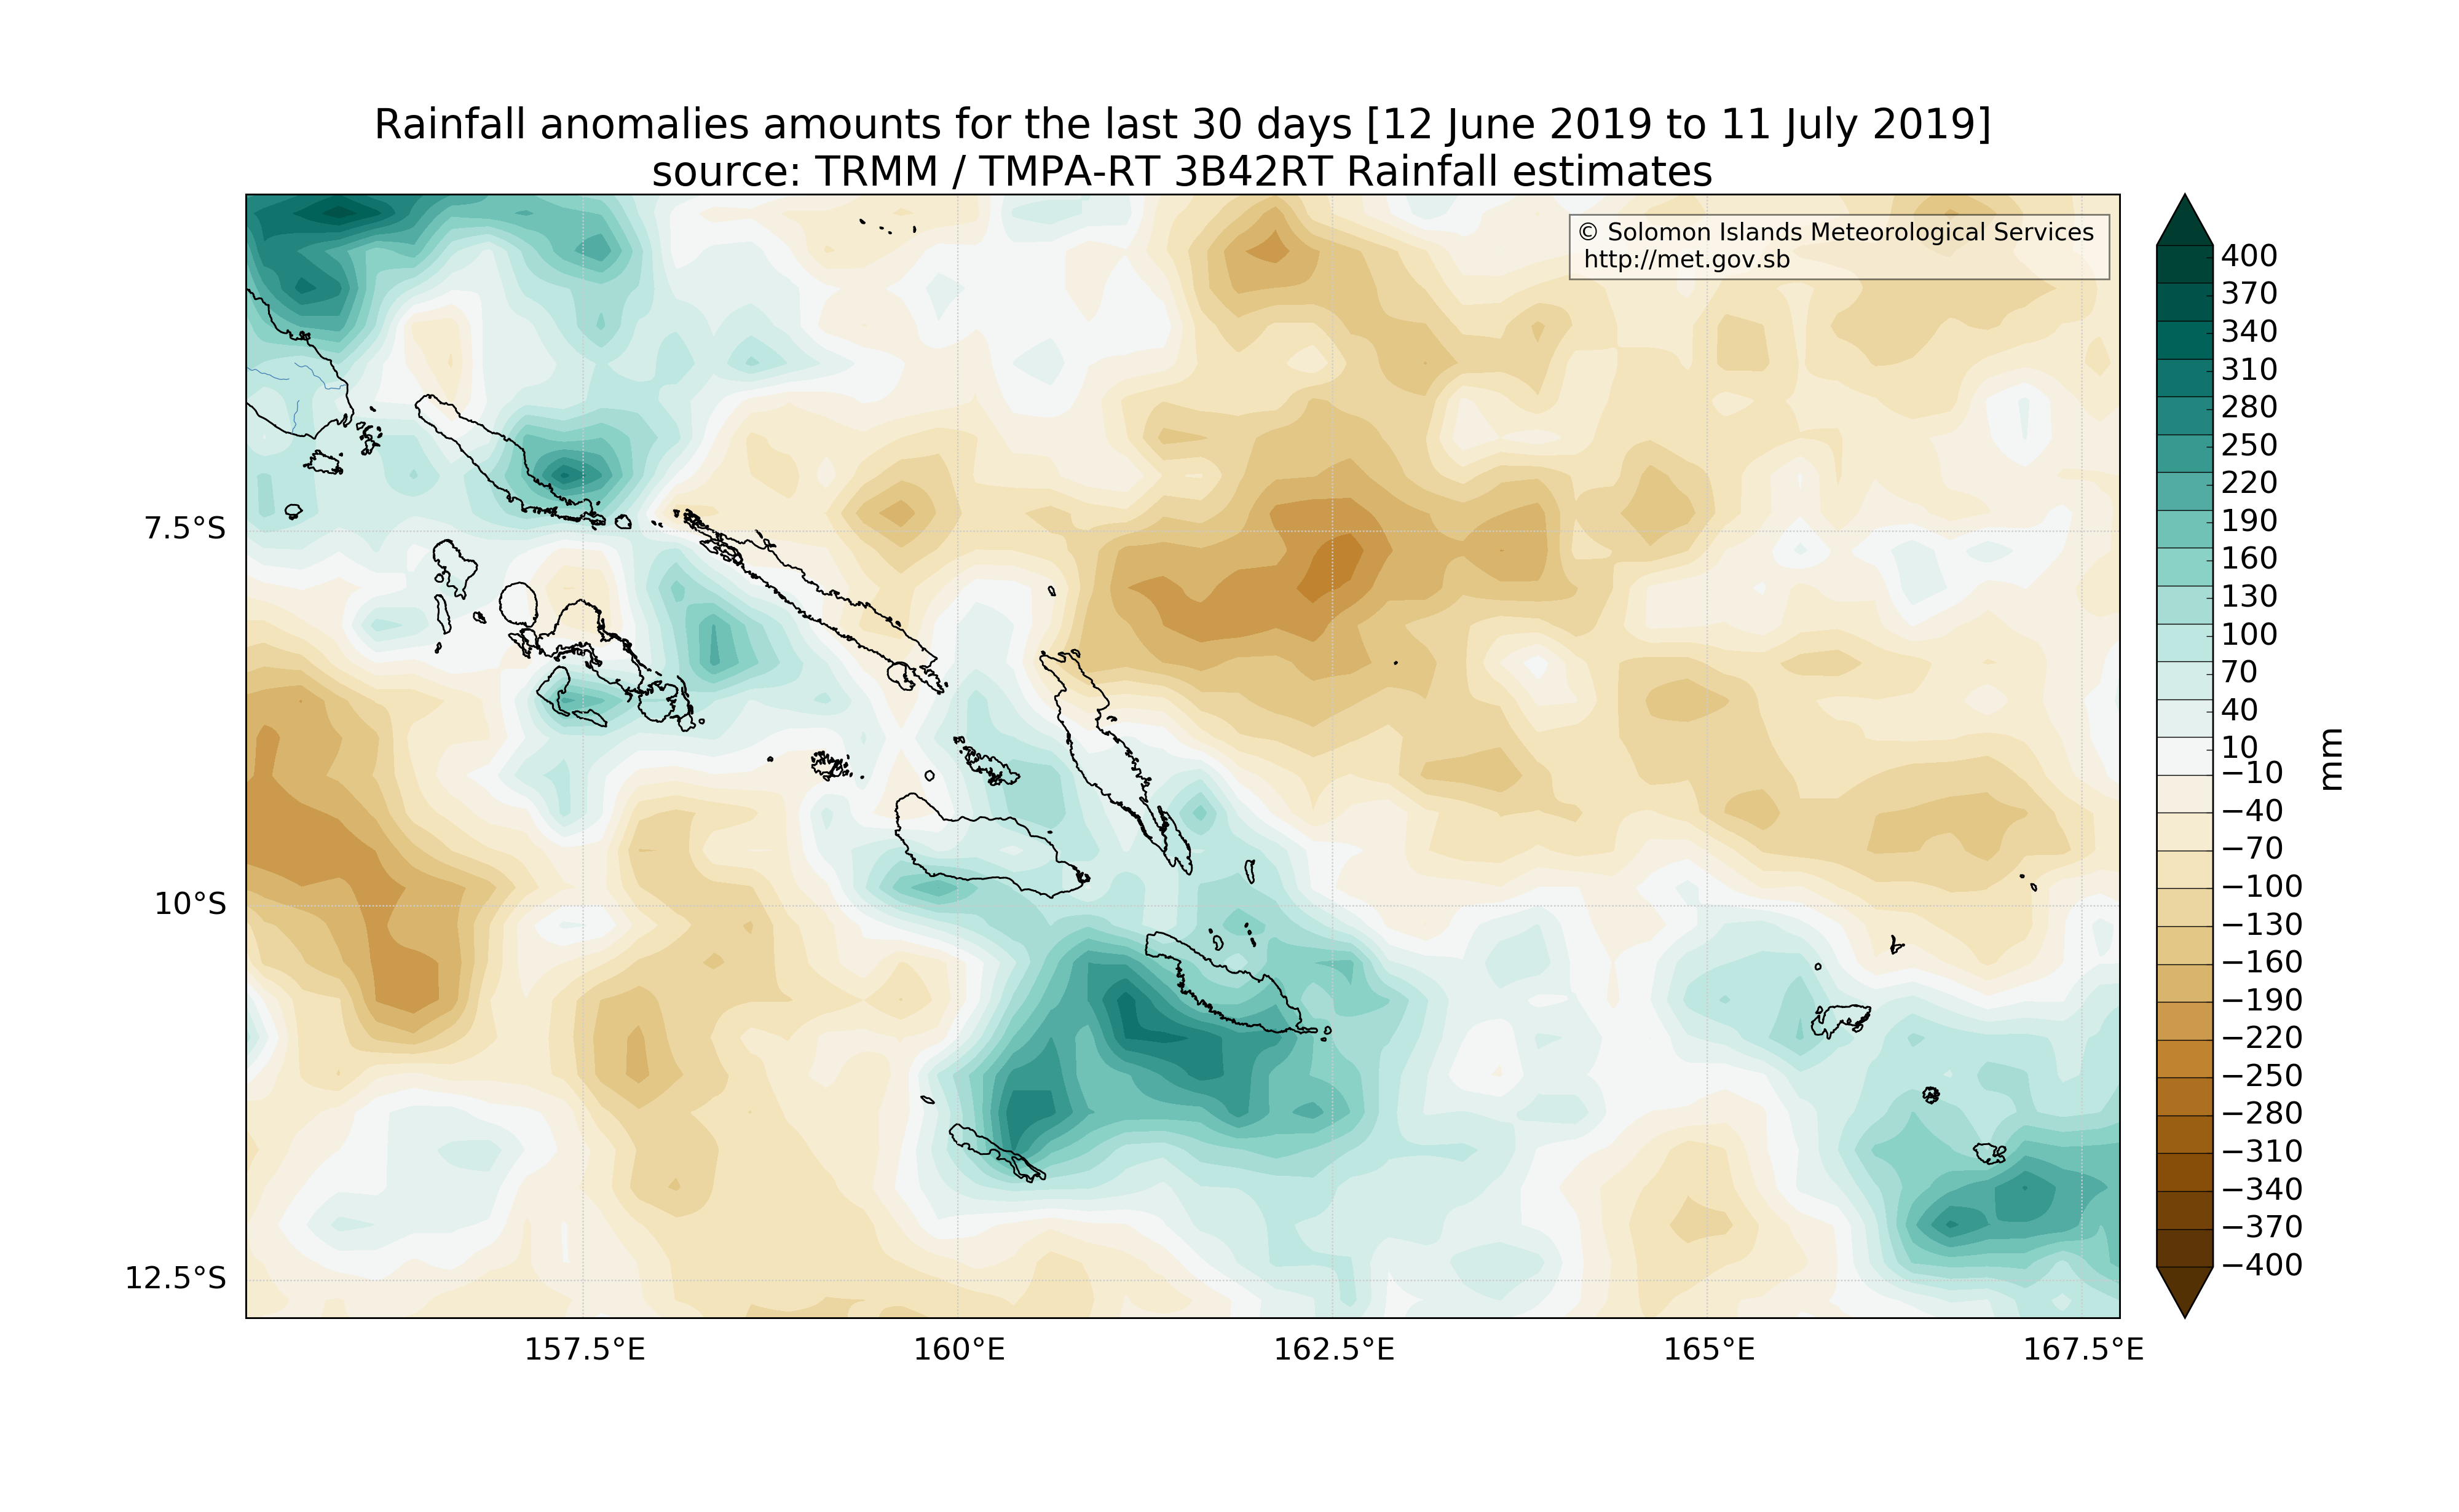 Rainfall anomalies amounts for the last 30 days [12 June 2019 to 11 July 2019]
source: TRMM / TMPA-RT 3B42RT Rainfall estimates
© Solomon Islands Meteorological Services
http://met.gov.sb
7.5°S
10°S
12.5°S
157.5°E
160°E
162.5°E
165°E
167.5°E
400
370
340
310
280
250
220
190
160
130
100
70
40
10
−10
−40
−70
−100
−130
−160
−190
−220
−250
−280
−310
−340
−370
−400
mm